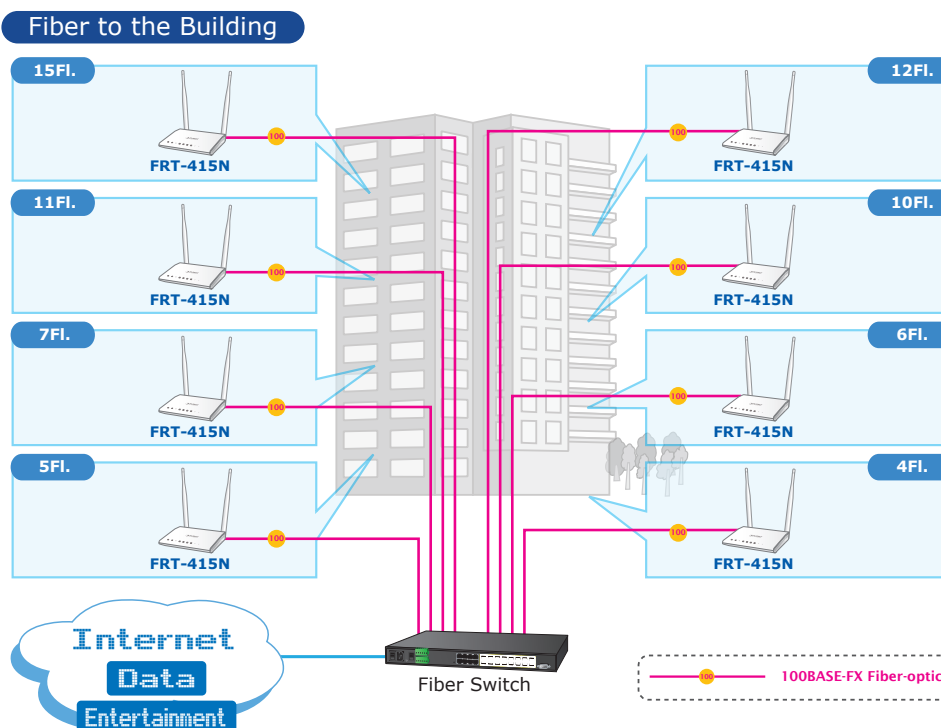 Fiber to the Building
15Fl.
100
FRT-415N
12Fl.
100
FRT-415N
11Fl.
100
FRT-415N
10Fl.
100
FRT-415N
7Fl.
100
FRT-415N
6Fl.
100
FRT-415N
5Fl.
100
FRT-415N
4Fl.
100
FRT-415N
Internet
Data
Entertainment
Fiber Switch
100
100BASE-FX Fiber-optic